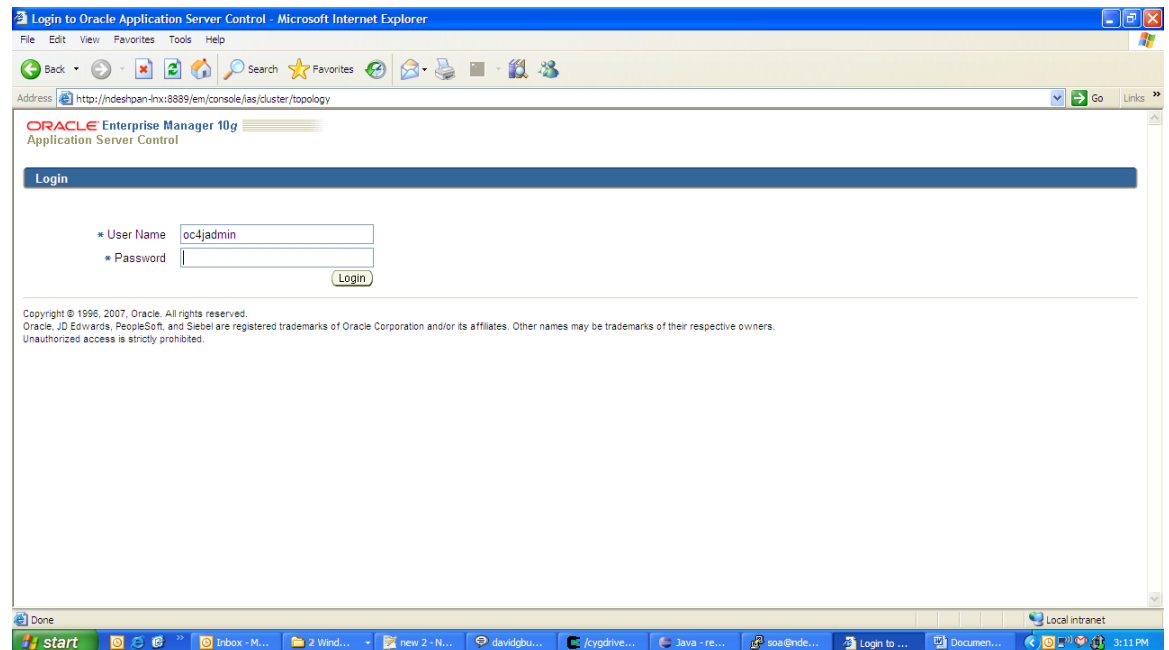 Login to Oracle Application Server Control - Microsoft Internet Explorer
File Edit View Favorites Tools Help
Back Search Favorites
Address http://ndeshpan-lnx:8889/em/console/ias/cluster/topology Go Links »
ORACLE Enterprise Manager 10g
Application Server Control
Login
* User Name oc4jadmin
* Password
Login
Copyright © 1996, 2007, Oracle. All rights reserved.
Oracle, JD Edwards, PeopleSoft, and Siebel are registered trademarks of Oracle Corporation and/or its affiliates. Other names may be trademarks of their respective owners.
Unauthorized access is strictly prohibited.
Done Local intranet
start » Inbox - M... 2 Wind... new 2 - N... davidgbu... /cygdrive... Java - re... soa@nde... Login to ... Documen... 3:11 PM